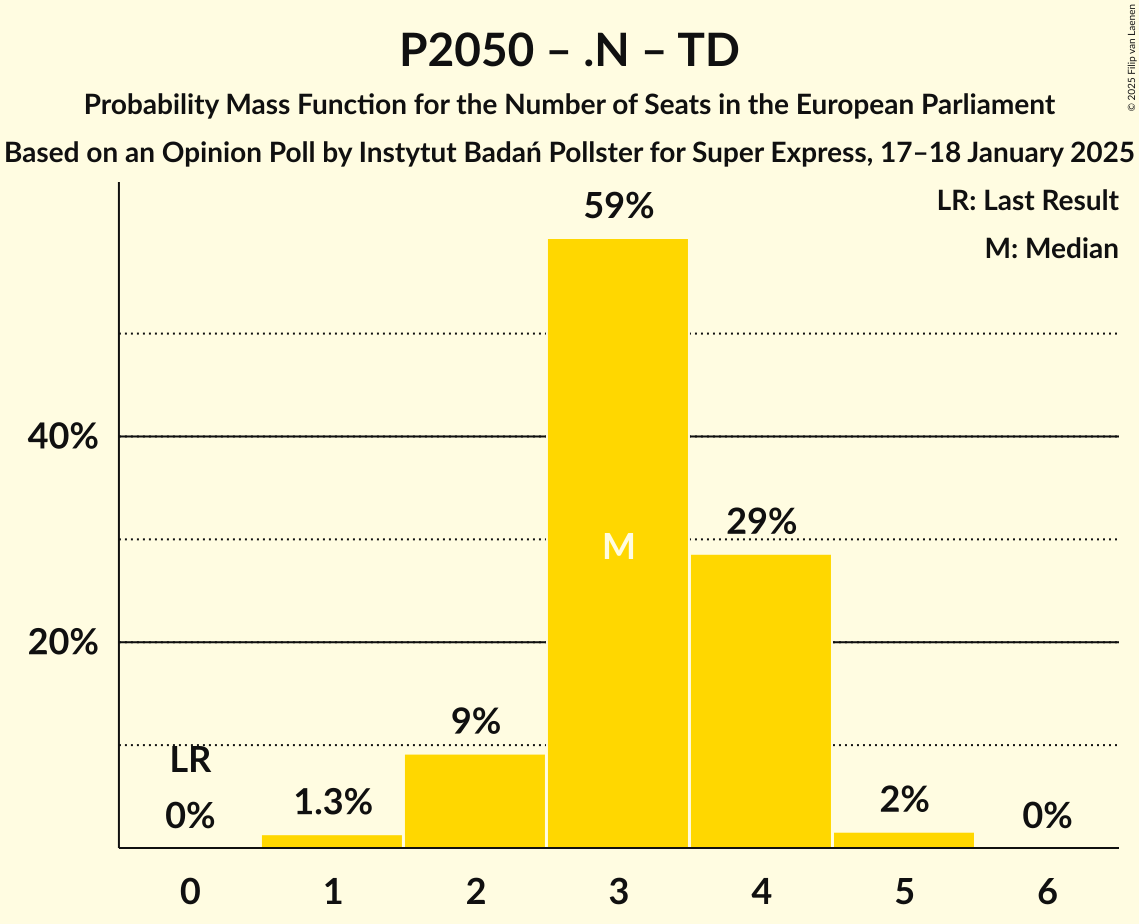 P2050 – .N – TD
Probability Mass Function for the Number of Seats in the European Parliament
Based on an Opinion Poll by Instytut Badań Pollster for Super Express, 17–18 January 2025
© 2025 Filip van Laenen
LR: Last Result
M: Median
59%
40%
29%
M
20%
9%
LR
0%
1.3%
2%
0%
0 1 2 3 4 5 6